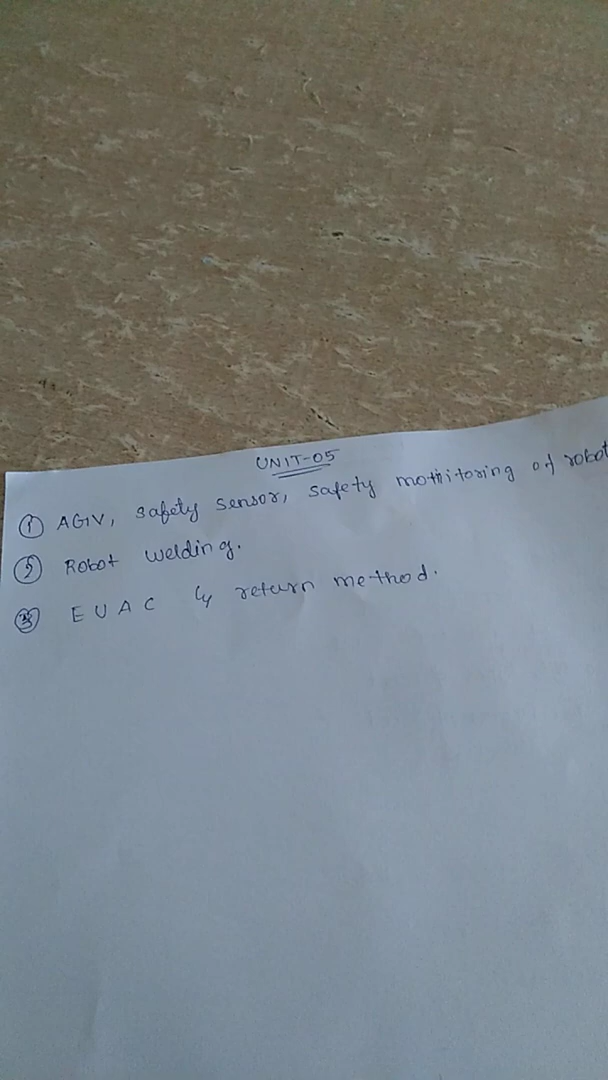 UNIT-05
① AGV, safety sensor, safety monitoring of robot
② Robot welding.
③ EUAC & return method.